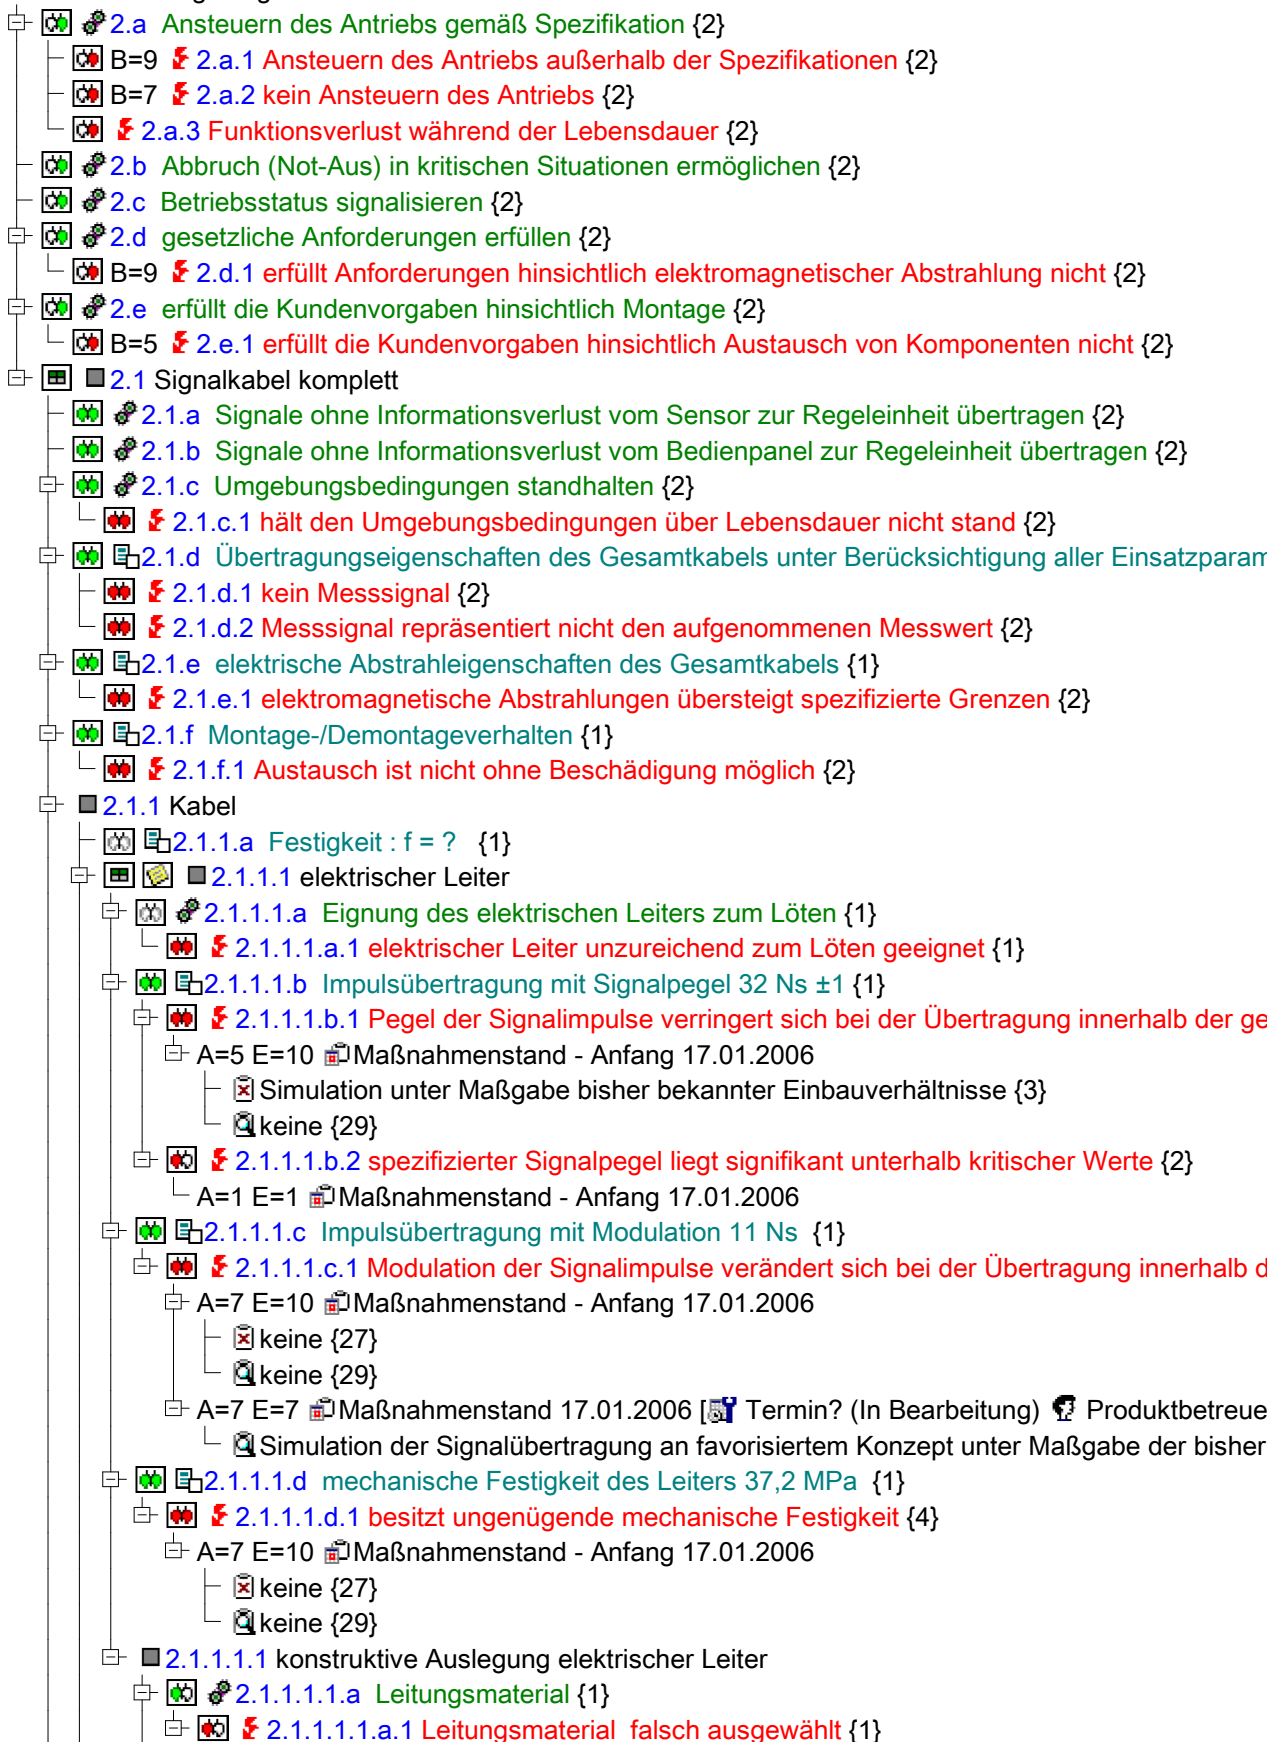 2.a Ansteuern des Antriebs gemäß Spezifikation {2}
B=9 2.a.1 Ansteuern des Antriebs außerhalb der Spezifikationen {2}
B=7 2.a.2 kein Ansteuern des Antriebs {2}
2.a.3 Funktionsverlust während der Lebensdauer {2}
2.b Abbruch (Not-Aus) in kritischen Situationen ermöglichen {2}
2.c Betriebsstatus signalisieren {2}
2.d gesetzliche Anforderungen erfüllen {2}
B=9 2.d.1 erfüllt Anforderungen hinsichtlich elektromagnetischer Abstrahlung nicht {2}
2.e erfüllt die Kundenvorgaben hinsichtlich Montage {2}
B=5 2.e.1 erfüllt die Kundenvorgaben hinsichtlich Austausch von Komponenten nicht {2}
2.1 Signalkabel komplett
2.1.a Signale ohne Informationsverlust vom Sensor zur Regeleinheit übertragen {2}
2.1.b Signale ohne Informationsverlust vom Bedienpanel zur Regeleinheit übertragen {2}
2.1.c Umgebungsbedingungen standhalten {2}
2.1.c.1 hält den Umgebungsbedingungen über Lebensdauer nicht stand {2}
2.1.d Übertragungseigenschaften des Gesamtkabels unter Berücksichtigung aller Einsatzparam
2.1.d.1 kein Messsignal {2}
2.1.d.2 Messsignal repräsentiert nicht den aufgenommenen Messwert {2}
2.1.e elektrische Abstrahleigenschaften des Gesamtkabels {1}
2.1.e.1 elektromagnetische Abstrahlungen übersteigt spezifizierte Grenzen {2}
2.1.f Montage-/Demontageverhalten {1}
2.1.f.1 Austausch ist nicht ohne Beschädigung möglich {2}
2.1.1 Kabel
2.1.1.a Festigkeit : f = ? {1}
2.1.1.1 elektrischer Leiter
2.1.1.1.a Eignung des elektrischen Leiters zum Löten {1}
2.1.1.1.a.1 elektrischer Leiter unzureichend zum Löten geeignet {1}
2.1.1.1.b Impulsübertragung mit Signalpegel 32 Ns ±1 {1}
2.1.1.1.b.1 Pegel der Signalimpulse verringert sich bei der Übertragung innerhalb der ge
A=5 E=10 Maßnahmenstand - Anfang 17.01.2006
Simulation unter Maßgabe bisher bekannter Einbauverhältnisse {3}
keine {29}
2.1.1.1.b.2 spezifizierter Signalpegel liegt signifikant unterhalb kritischer Werte {2}
A=1 E=1 Maßnahmenstand - Anfang 17.01.2006
2.1.1.1.c Impulsübertragung mit Modulation 11 Ns {1}
2.1.1.1.c.1 Modulation der Signalimpulse verändert sich bei der Übertragung innerhalb d
A=7 E=10 Maßnahmenstand - Anfang 17.01.2006
keine {27}
keine {29}
A=7 E=7 Maßnahmenstand 17.01.2006 [ Termin? (In Bearbeitung) Produktbetreue
Simulation der Signalübertragung an favorisiertem Konzept unter Maßgabe der bisher
2.1.1.1.d mechanische Festigkeit des Leiters 37,2 MPa {1}
2.1.1.1.d.1 besitzt ungenügende mechanische Festigkeit {4}
A=7 E=10 Maßnahmenstand - Anfang 17.01.2006
keine {27}
keine {29}
2.1.1.1.1 konstruktive Auslegung elektrischer Leiter
2.1.1.1.1.a Leitungsmaterial {1}
2.1.1.1.1.a.1 Leitungsmaterial falsch ausgewählt {1}